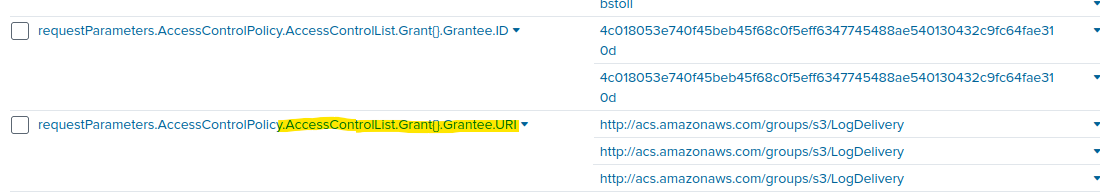 bstoll
requestParameters.AccessControlPolicy.AccessControlList.Grant{}.Grantee.ID
4c018053e740f45beb45f68c0f5eff6347745488ae540130432c9fc64fae31
0d
4c018053e740f45beb45f68c0f5eff6347745488ae540130432c9fc64fae31
0d
requestParameters.AccessControlPolicy.AccessControlList.Grant{}.Grantee.URI
http://acs.amazonaws.com/groups/s3/LogDelivery
http://acs.amazonaws.com/groups/s3/LogDelivery
http://acs.amazonaws.com/groups/s3/LogDelivery